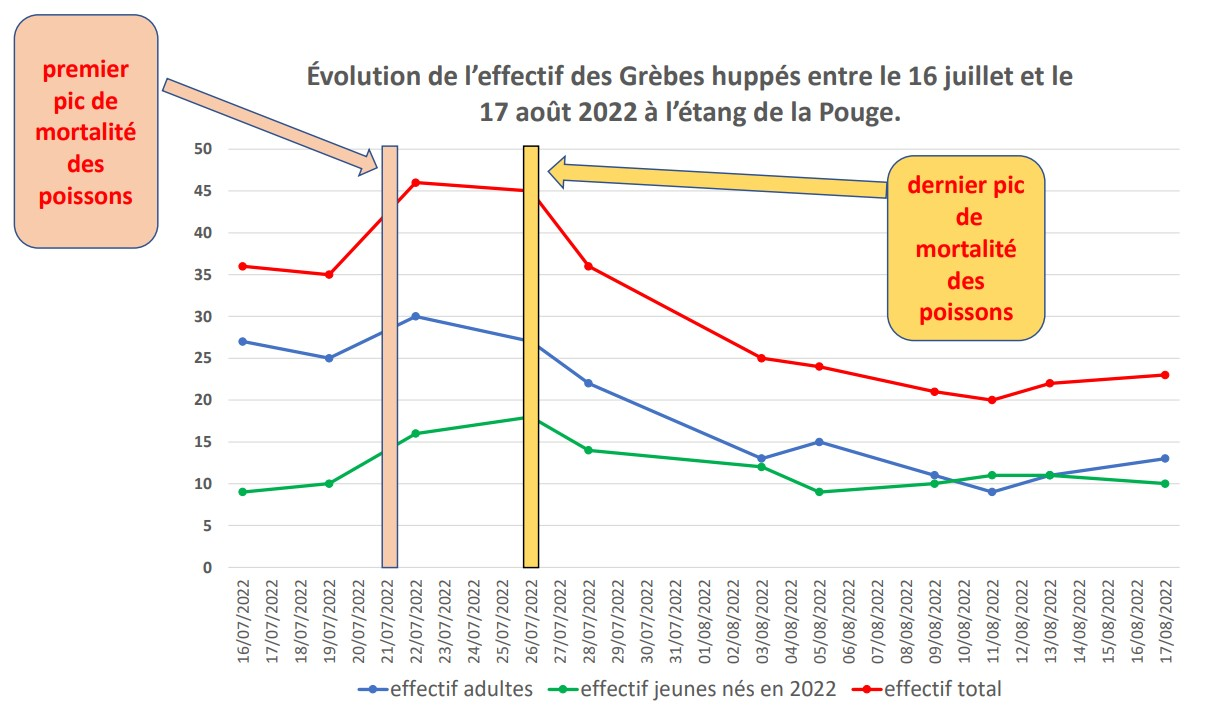 premier
pic de
mortalité
des
poissons
Évolution de l’effectif des Grèbes huppés entre le 16 juillet et le
17 août 2022 à l’étang de la Pouge.
dernier pic
de
mortalité
des
poissons
50
45
40
35
30
25
20
15
10
5
0
16/07/2022
17/07/2022
18/07/2022
19/07/2022
20/07/2022
21/07/2022
22/07/2022
23/07/2022
24/07/2022
25/07/2022
26/07/2022
27/07/2022
28/07/2022
29/07/2022
30/07/2022
31/07/2022
01/08/2022
02/08/2022
03/08/2022
04/08/2022
05/08/2022
06/08/2022
07/08/2022
08/08/2022
09/08/2022
10/08/2022
11/08/2022
12/08/2022
13/08/2022
14/08/2022
15/08/2022
16/08/2022
17/08/2022
effectif adultes
effectif jeunes nés en 2022
effectif total